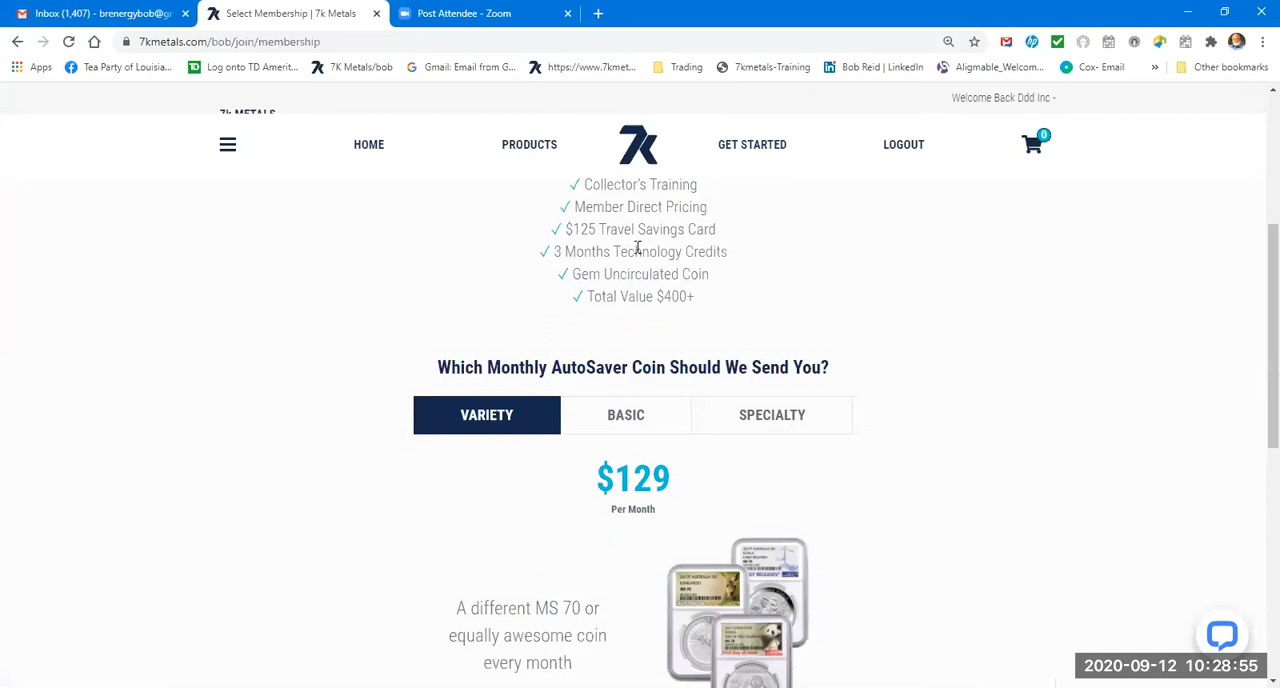 Inbox (1,407) - brenergybob@gr
Select Membership | 7k Metals
Post Attendee - Zoom
7kmetals.com/bob/join/membership
Apps
Tea Party of Louisia...
Log onto TD Amerit...
7K Metals/bob
Gmail: Email from G...
https://www.7kmet...
Trading
7kmetals-Training
Bob Reid | LinkedIn
Aligmable_Welcom...
Cox- Email
»
Other bookmarks
Welcome Back Ddd Inc -
7k METALS
HOME
PRODUCTS
7k
GET STARTED
LOGOUT
0
✓ Collector's Training
✓ Member Direct Pricing
✓ $125 Travel Savings Card
✓ 3 Months Technology Credits
✓ Gem Uncirculated Coin
✓ Total Value $400+
Which Monthly AutoSaver Coin Should We Send You?
VARIETY
BASIC
SPECIALTY
$129
Per Month
A different MS 70 or
equally awesome coin
every month
2020-09-12 10:28:55